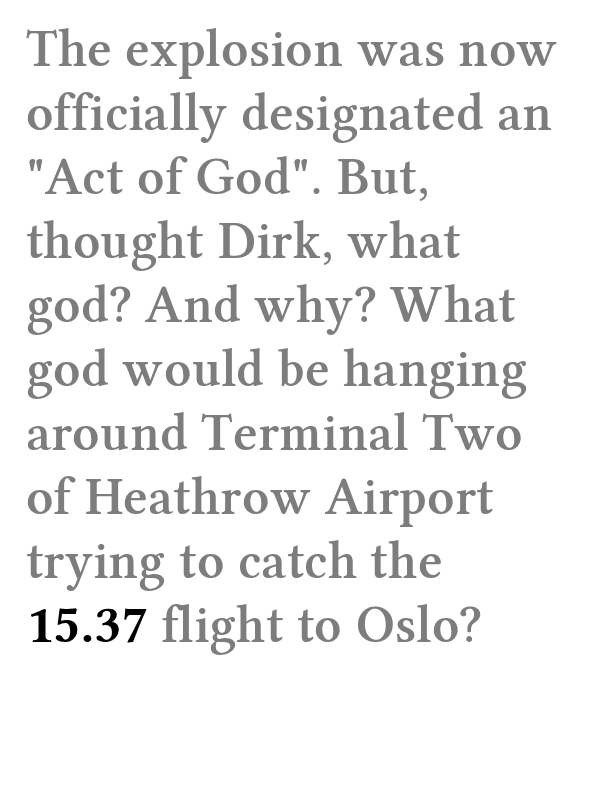 The explosion was now
officially designated an
"Act of God". But,
thought Dirk, what
god? And why? What
god would be hanging
around Terminal Two
of Heathrow Airport
trying to catch the
15.37 flight to Oslo?